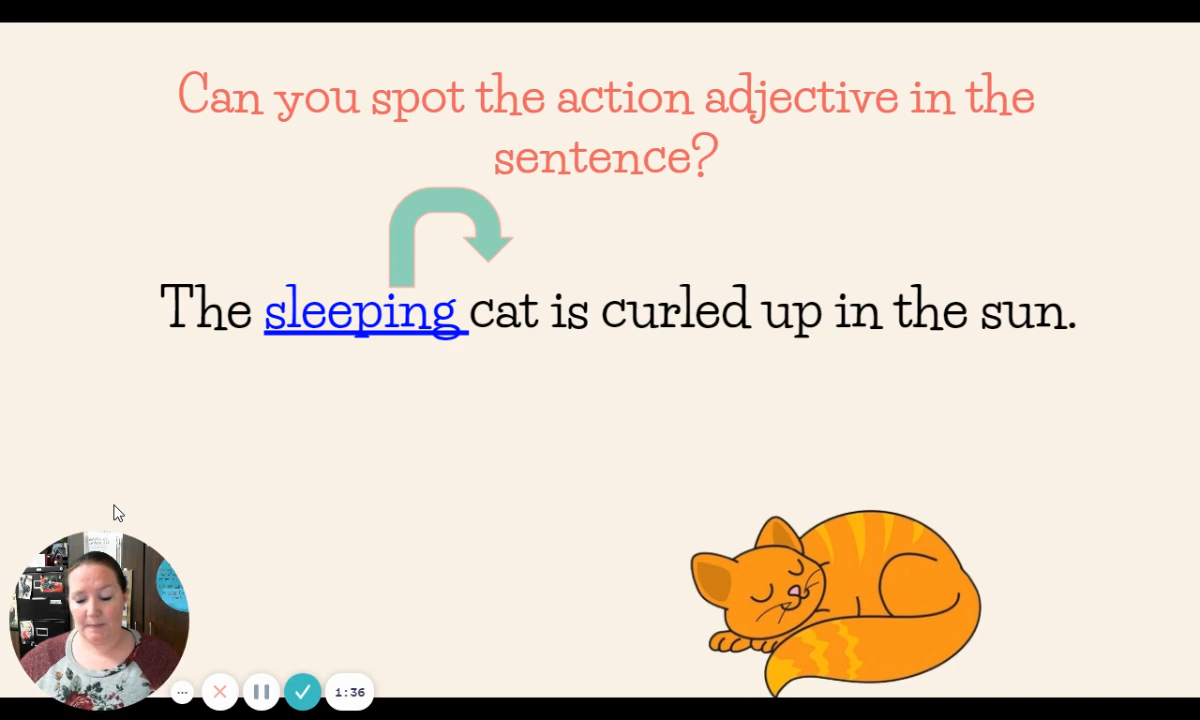 Can you spot the action adjective in the
sentence?
The sleeping cat is curled up in the sun.
1:36